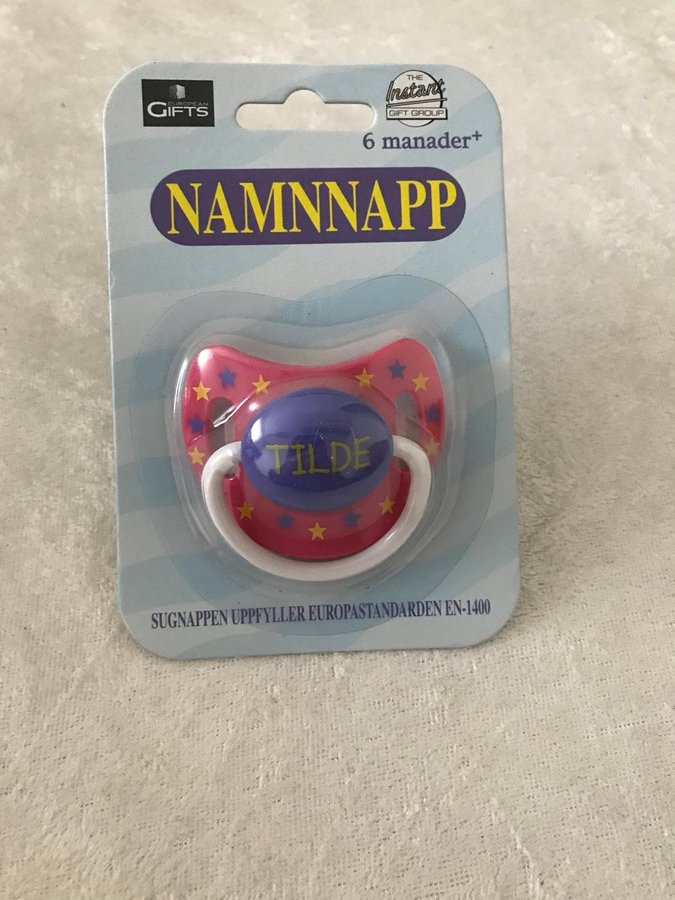 EUROPEAN
GIFTS
THE
Instant
GIFT GROUP
6 manader+
NAMNNAPP
TILDE
SUGNAPPEN UPPFYLLER EUROPASTANDARDEN EN-1400